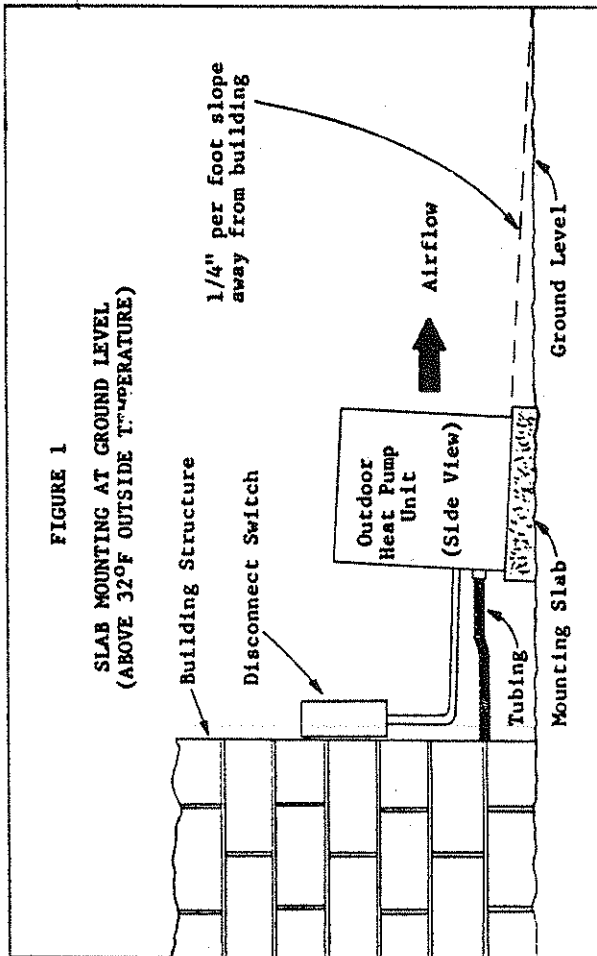 FIGURE 1
SLAB MOUNTING AT GROUND LEVEL
(ABOVE 32°F OUTSIDE TEMPERATURE)
Building Structure
Disconnect Switch
1/4" per foot slope
away from building
Airflow
Outdoor
Heat Pump
Unit
(Side View)
Tubing
Mounting Slab
Ground Level